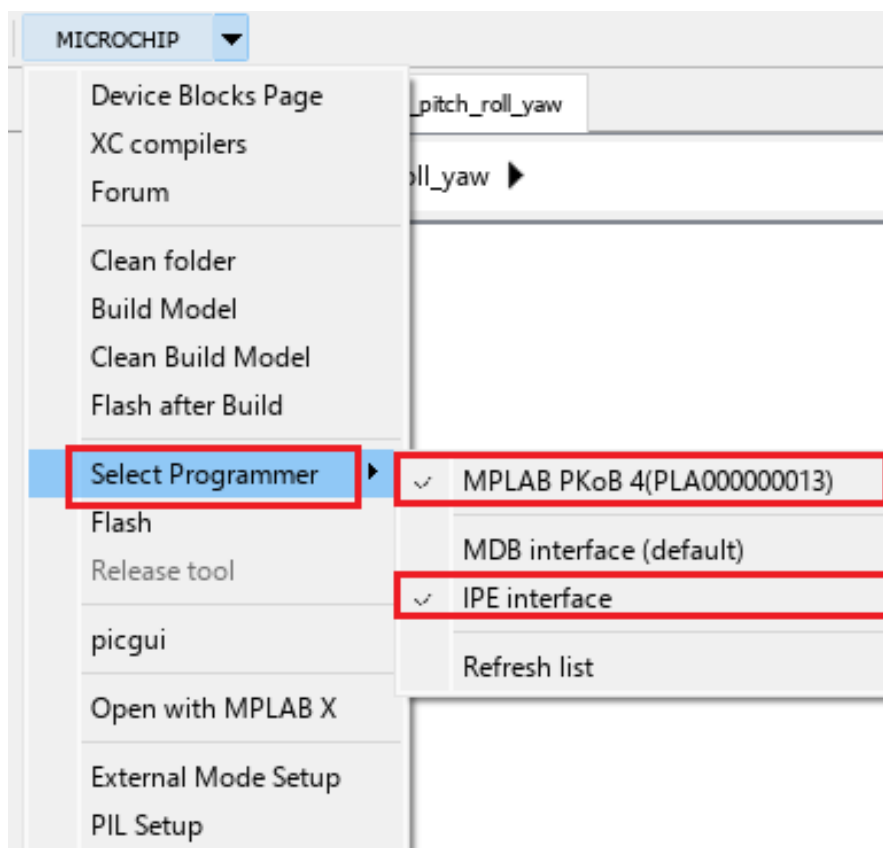 MICROCHIP
Device Blocks Page
XC compilers
Forum
_pitch_roll_yaw
oll_yaw
Clean folder
Build Model
Clean Build Model
Flash after Build
Select Programmer
Flash
Release tool
picgui
Open with MPLAB X
External Mode Setup
PIL Setup
MPLAB PKoB 4(PLA000000013)
MDB interface (default)
IPE interface
Refresh list